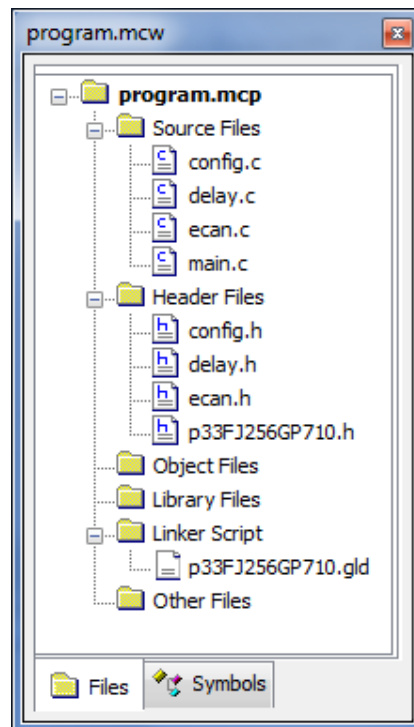 program.mcw
program.mcp
Source Files
config.c
delay.c
ecan.c
main.c
Header Files
config.h
delay.h
ecan.h
p33FJ256GP710.h
Object Files
Library Files
Linker Script
p33FJ256GP710.gld
Other Files
Files Symbols